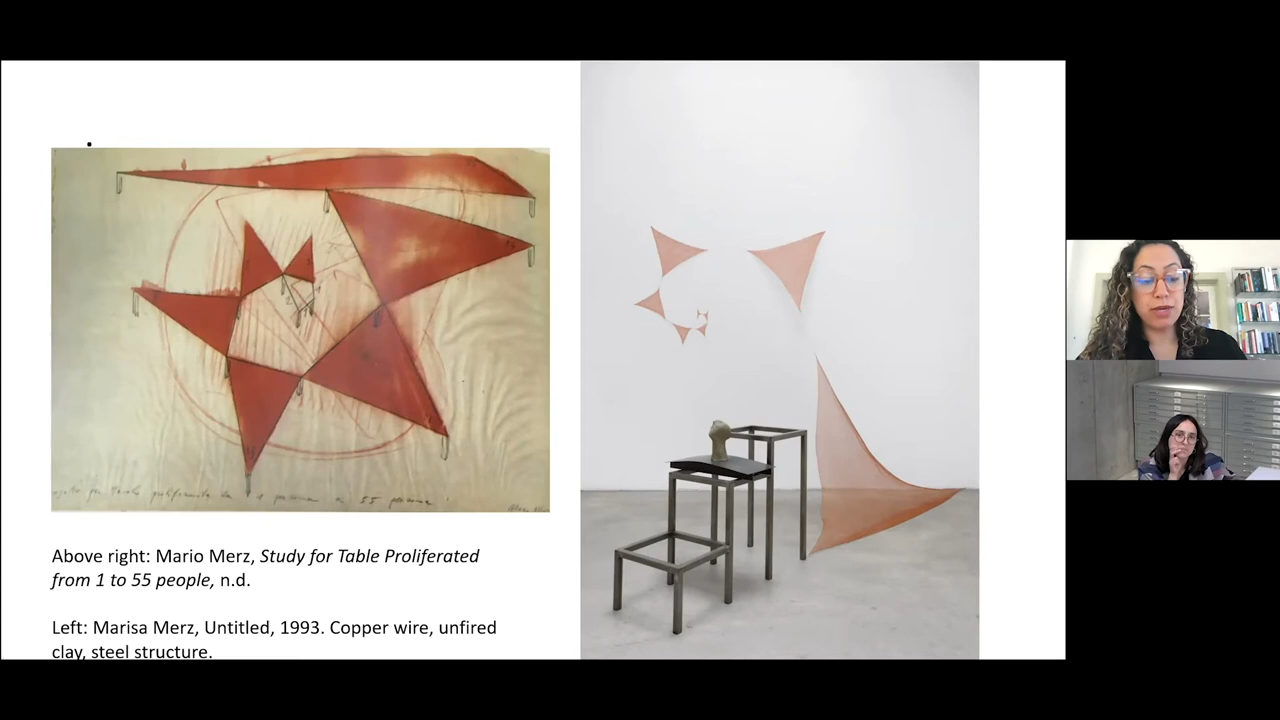 55
Above right: Mario Merz, Study for Table Proliferated
from 1 to 55 people, n.d.
Left: Marisa Merz, Untitled, 1993. Copper wire, unfired
clay, steel structure.